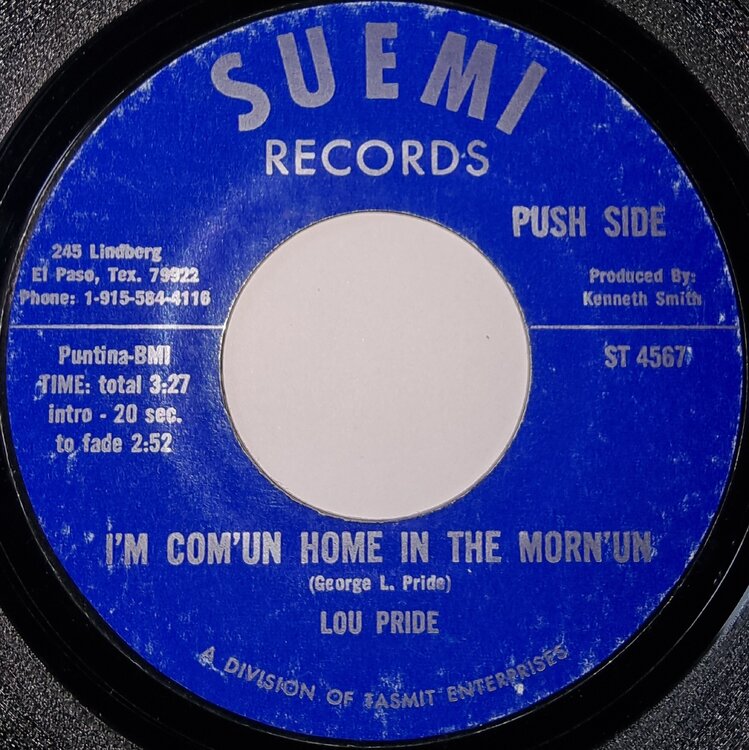 SUEMI
RECORDS
PUSH SIDE
245 Lindberg
El Paso, Tex. 79922
Phone: 1-915-584-4116
Produced By:
Kenneth Smith
Puntina-BMI
TIME: total 3:27
intro - 20 sec.
to fade 2:52
ST 4567
I'M COM'UN HOME IN THE MORN'UN
(George L. Pride)
LOU PRIDE
A DIVISION OF TASMIT ENTERPRISES